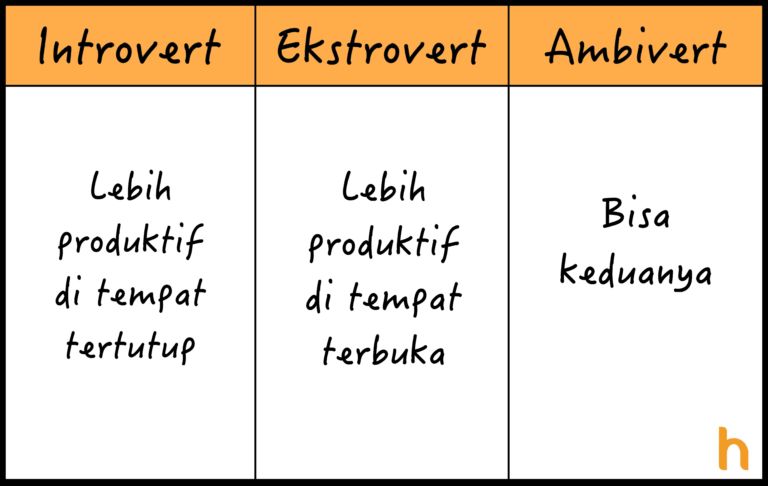 Introvert
Ekstrovert
Ambivert
Lebih
produktif
di tempat
tertutup
Lebih
produktif
di tempat
terbuka
Bisa
keduanya
h